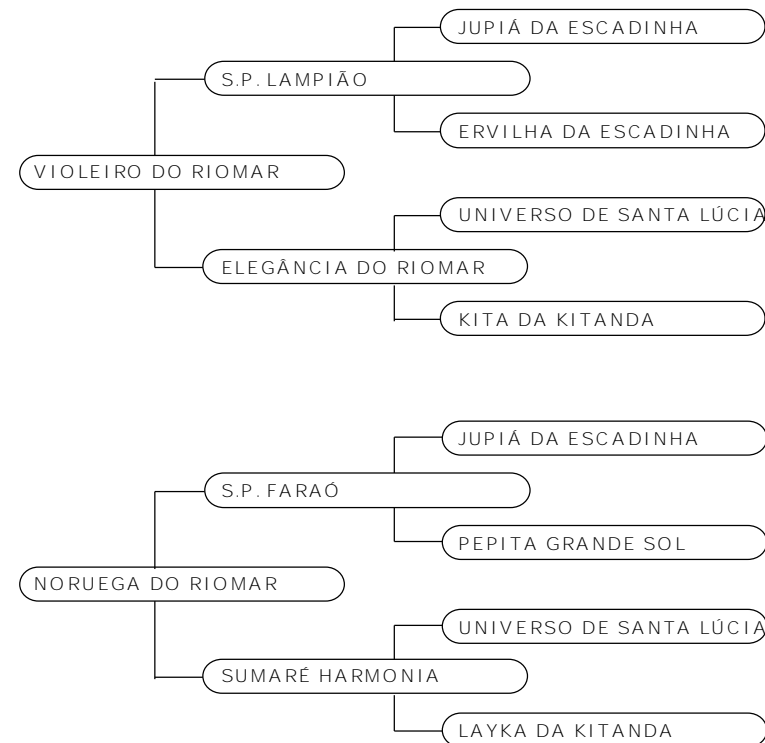 JUPIÁ DA ESCADINHA
S.P. LAMPIÃO
ERVILHA DA ESCADINHA
VIOLEIRO DO RIOMAR
UNIVERSO DE SANTA LÚCIA
ELEGÂNCIA DO RIOMAR
KITA DA KITANDA
JUPIÁ DA ESCADINHA
S.P. FARAÓ
PEPITA GRANDE SOL
NORUEGA DO RIOMAR
UNIVERSO DE SANTA LÚCIA
SUMARÉ HARMONIA
LAYKA DA KITANDA